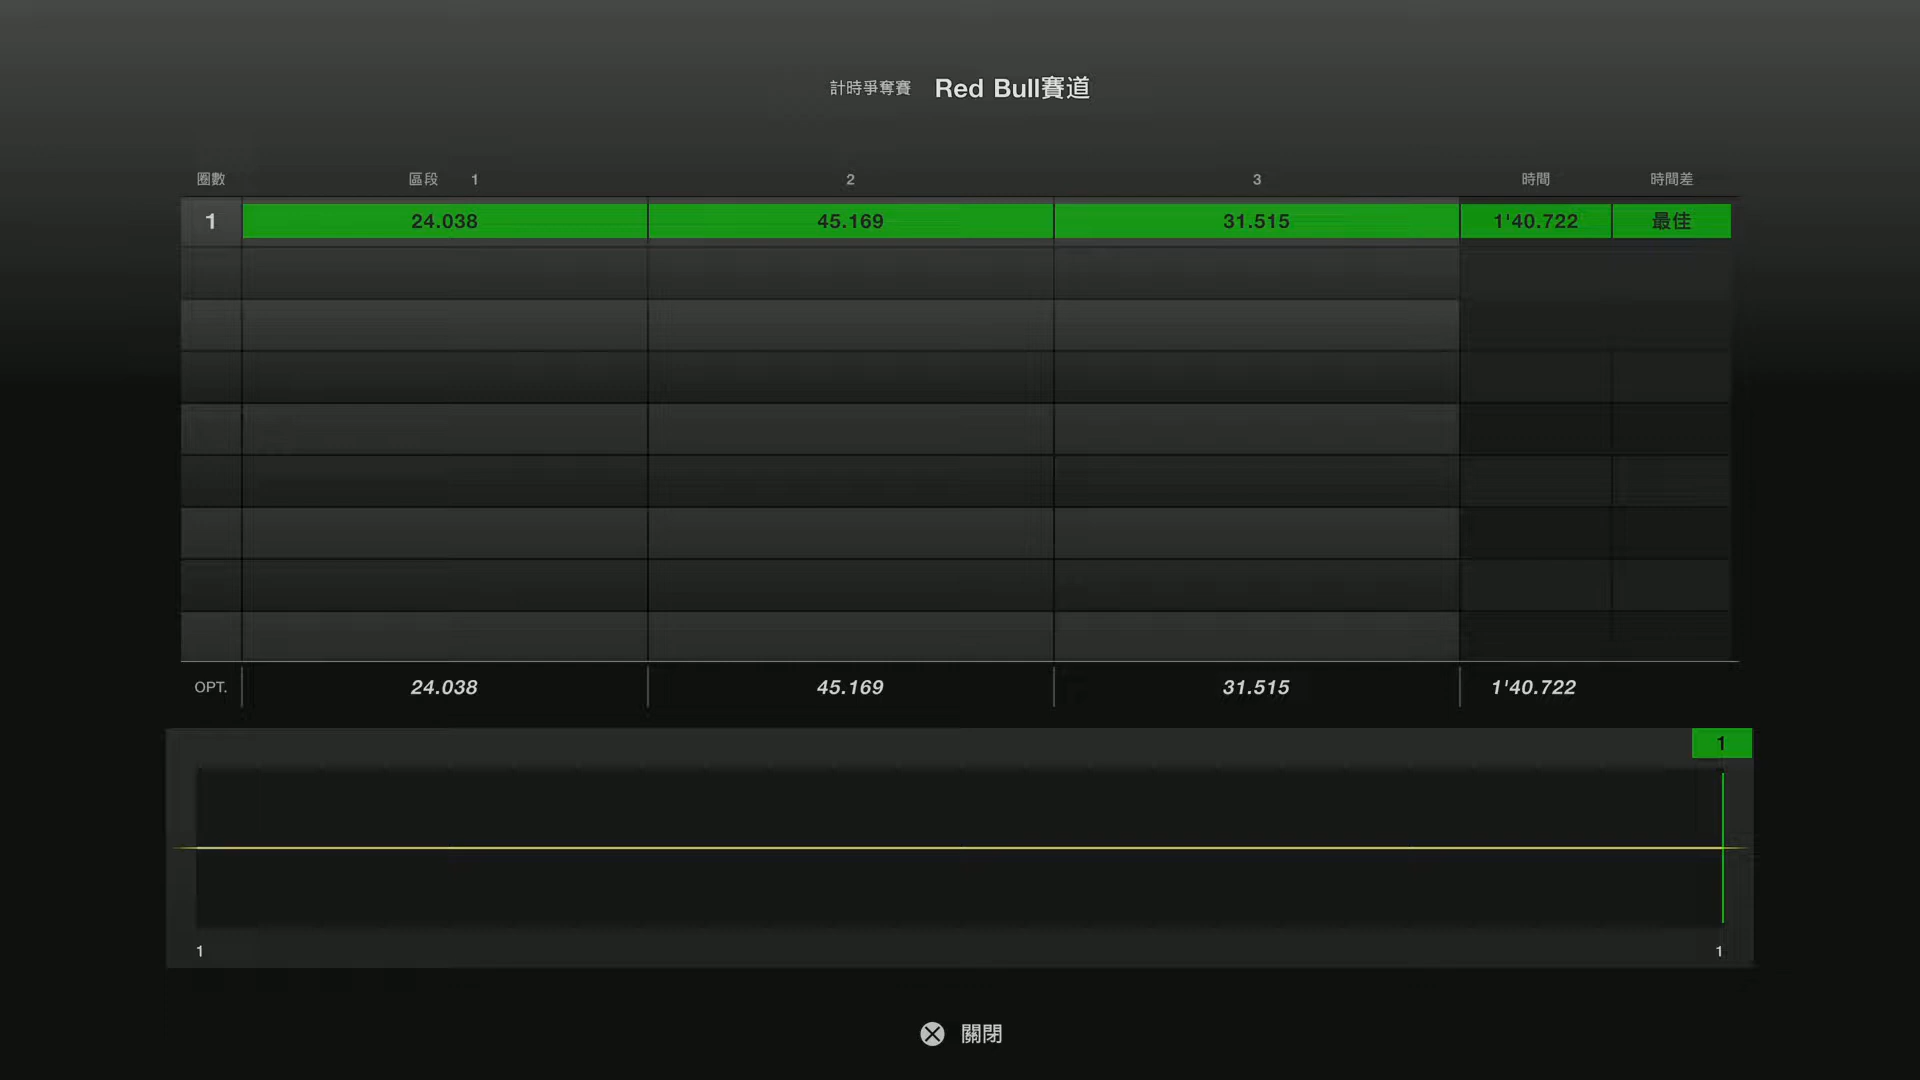 計時爭奪賽 Red Bull賽道
圈數 區段 1 2 3 時間 時間差
1 24.038 45.169 31.515 1'40.722 最佳
OPT. 24.038 45.169 31.515 1'40.722
1
1 1
關閉